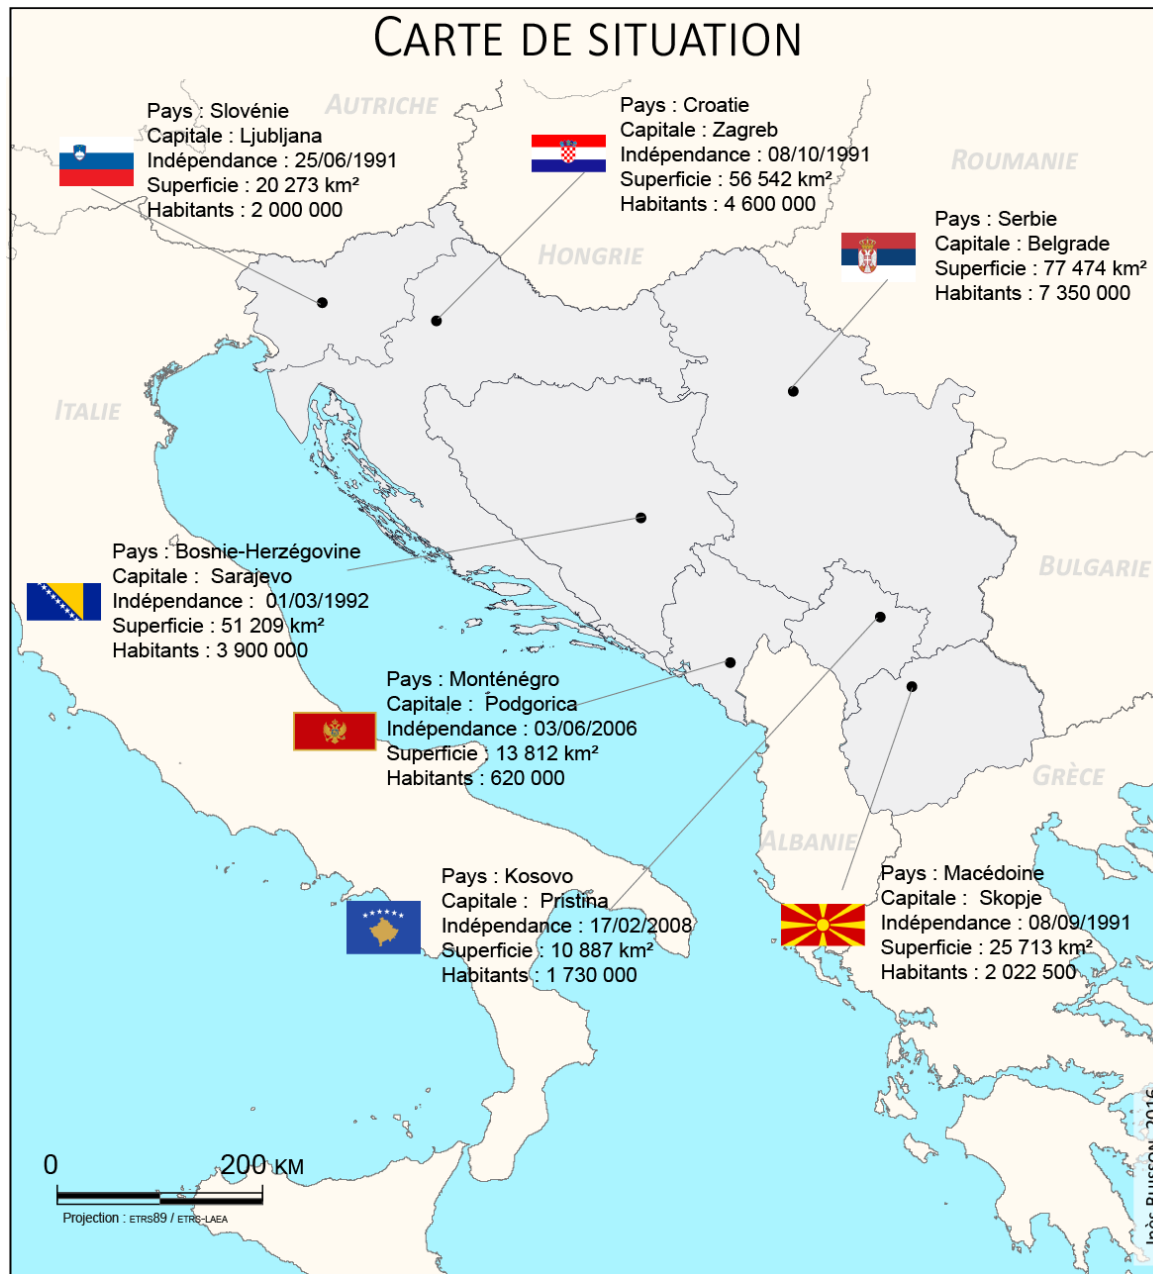 CARTE DE SITUATION
AUTRICHE
Pays : Slovénie
Capitale : Ljubljana
Indépendance : 25/06/1991
Superficie : 20 273 km²
Habitants : 2 000 000
Pays : Croatie
Capitale : Zagreb
Indépendance : 08/10/1991
Superficie : 56 542 km²
Habitants : 4 600 000
ROUMANIE
HONGRIE
Pays : Serbie
Capitale : Belgrade
Superficie : 77 474 km²
Habitants : 7 350 000
ITALIE
Pays : Bosnie-Herzégovine
Capitale : Sarajevo
Indépendance : 01/03/1992
Superficie : 51 209 km²
Habitants : 3 900 000
BULGARIE
Pays : Monténégro
Capitale : Podgorica
Indépendance : 03/06/2006
Superficie : 13 812 km²
Habitants : 620 000
GRÈCE
ALBANIE
Pays : Kosovo
Capitale : Pristina
Indépendance : 17/02/2008
Superficie : 10 887 km²
Habitants : 1 730 000
Pays : Macédoine
Capitale : Skopje
Indépendance : 08/09/1991
Superficie : 25 713 km²
Habitants : 2 022 500
0 200 KM
Projection : ETRS89 / ETRS-LAEA
Inès BUISSON, 2016